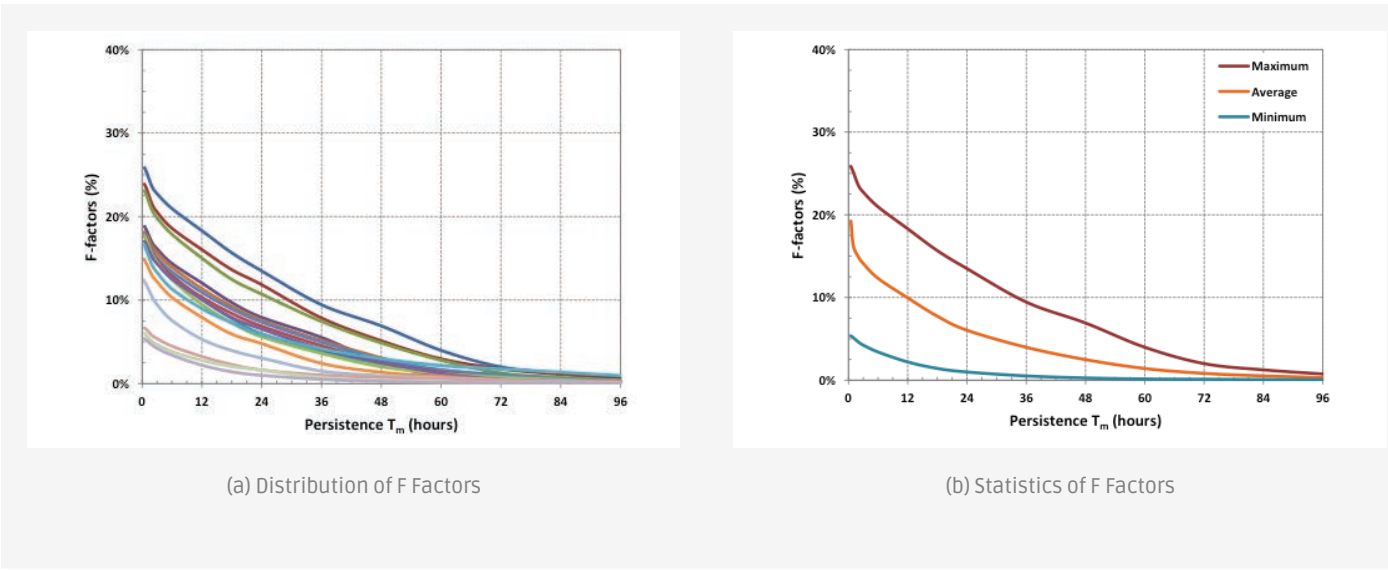 40%
30%
20%
10%
0%
F-factors (%)
0 12 24 36 48 60 72 84 96
Persistence Tm (hours)
(a) Distribution of F Factors
40%
30%
20%
10%
0%
F-factors (%)
Maximum
Average
Minimum
0 12 24 36 48 60 72 84 96
Persistence Tm (hours)
(b) Statistics of F Factors